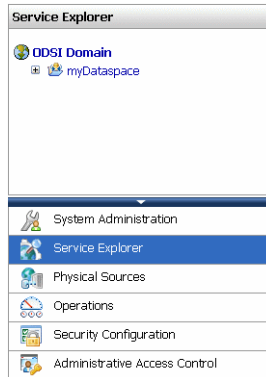 Service Explorer
ODSI Domain
myDataspace
System Administration
Service Explorer
Physical Sources
Operations
Security Configuration
Administrative Access Control